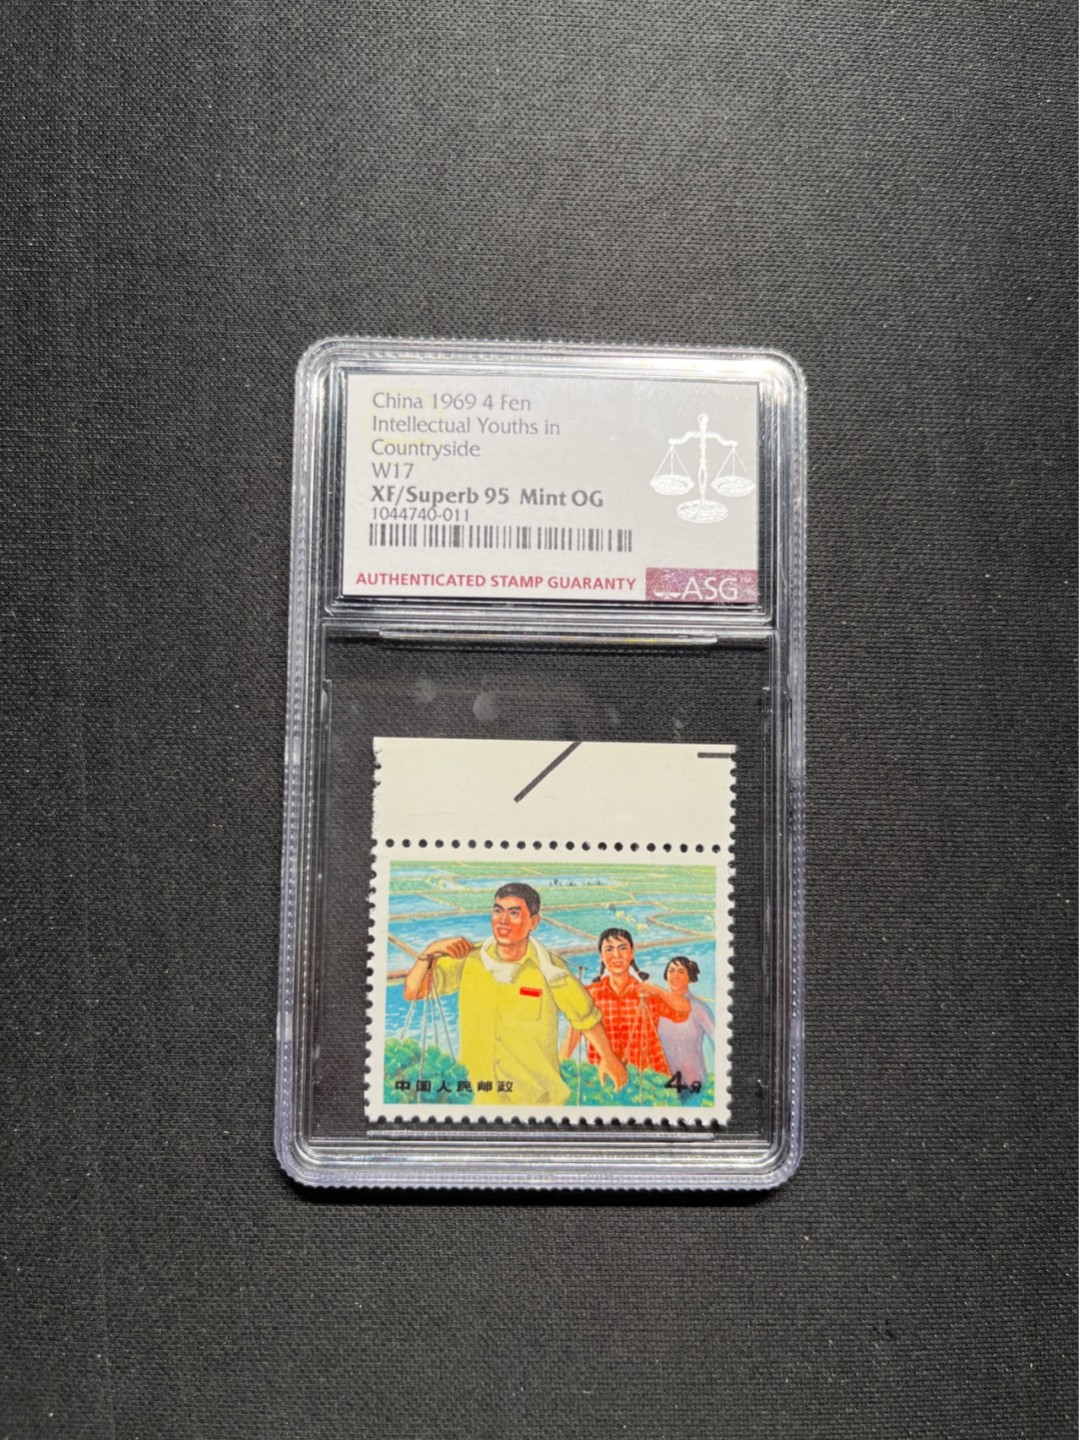 China 1969 4 Fen
Intellectual Youths in
Countryside
W17
XF/Superb 95 Mint OG
1044740-011
AUTHENTICATED STAMP GUARANTY ASG™
中国人民邮政 4分